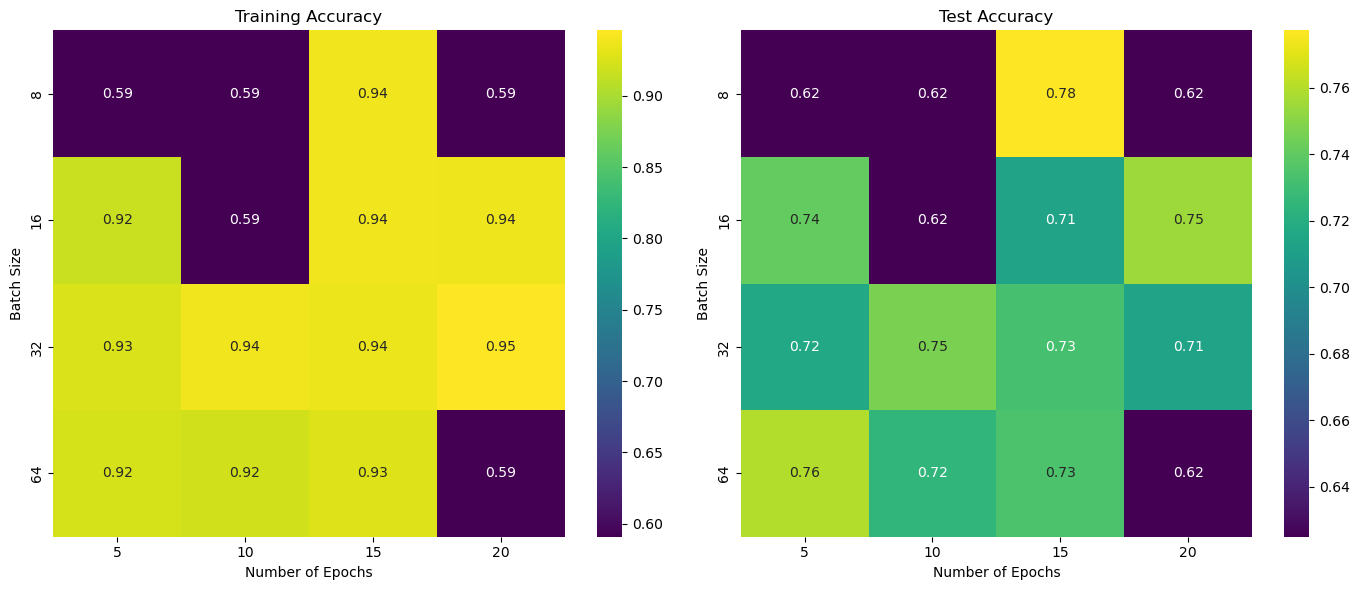 Training Accuracy
0.59 0.59 0.94 0.59
0.92 0.59 0.94 0.94
0.93 0.94 0.94 0.95
0.92 0.92 0.93 0.59
8
16
32
64
Batch Size
5 10 15 20
Number of Epochs
0.90
0.85
0.80
0.75
0.70
0.65
0.60
Test Accuracy
0.62 0.62 0.78 0.62
0.74 0.62 0.71 0.75
0.72 0.75 0.73 0.71
0.76 0.72 0.73 0.62
8
16
32
64
Batch Size
5 10 15 20
Number of Epochs
0.76
0.74
0.72
0.70
0.68
0.66
0.64